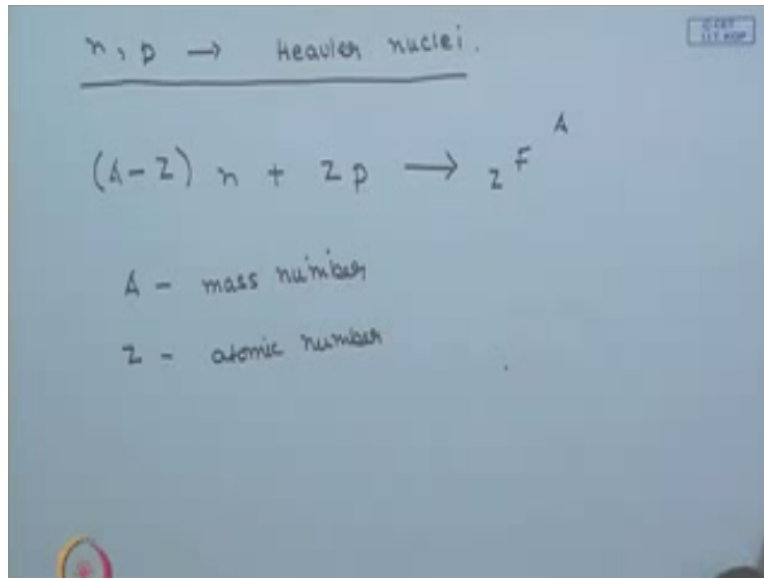 n, p → Heavier nuclei.
(A-Z) n + Z p → Z F A
A - mass number
Z - atomic number